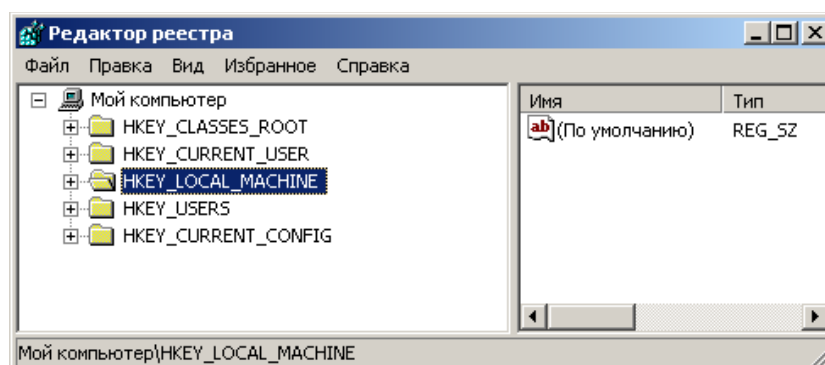 Редактор реестра
Файл Правка Вид Избранное Справка
Мой компьютер
HKEY_CLASSES_ROOT
HKEY_CURRENT_USER
HKEY_LOCAL_MACHINE
HKEY_USERS
HKEY_CURRENT_CONFIG
Имя Тип
ab (По умолчанию) REG_SZ
Мой компьютер\HKEY_LOCAL_MACHINE